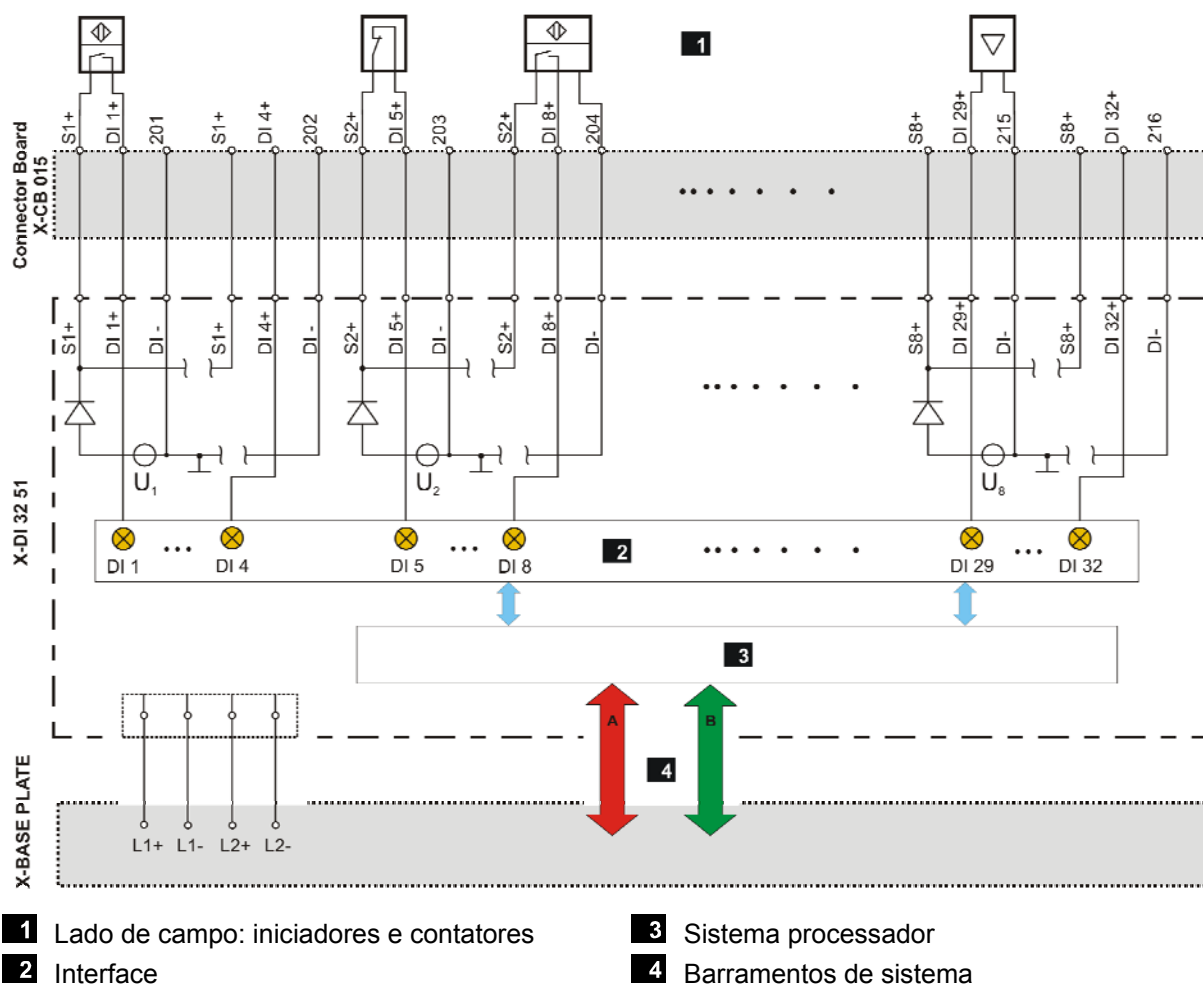 1
S1+ DI 1+ 201 S1+ DI 4+ 202 S2+ DI 5+ 203 S2+ DI 8+ 204 S8+ DI 29+ 215 S8+ DI 32+ 216
Connector Board
X-CB 015
S1+ DI 1+ DI - S1+ DI 4+ DI - S2+ DI 5+ DI - S2+ DI 8+ DI- S8+ DI 29+ DI- S8+ DI 32+ DI-
U1 U2 U8
X-DI 32 51
2
DI 1 DI 4 DI 5 DI 8 DI 29 DI 32
3
A B
4
X-BASE PLATE
L1+ L1- L2+ L2-
1 Lado de campo: iniciadores e contatores
3 Sistema processador
2 Interface
4 Barramentos de sistema